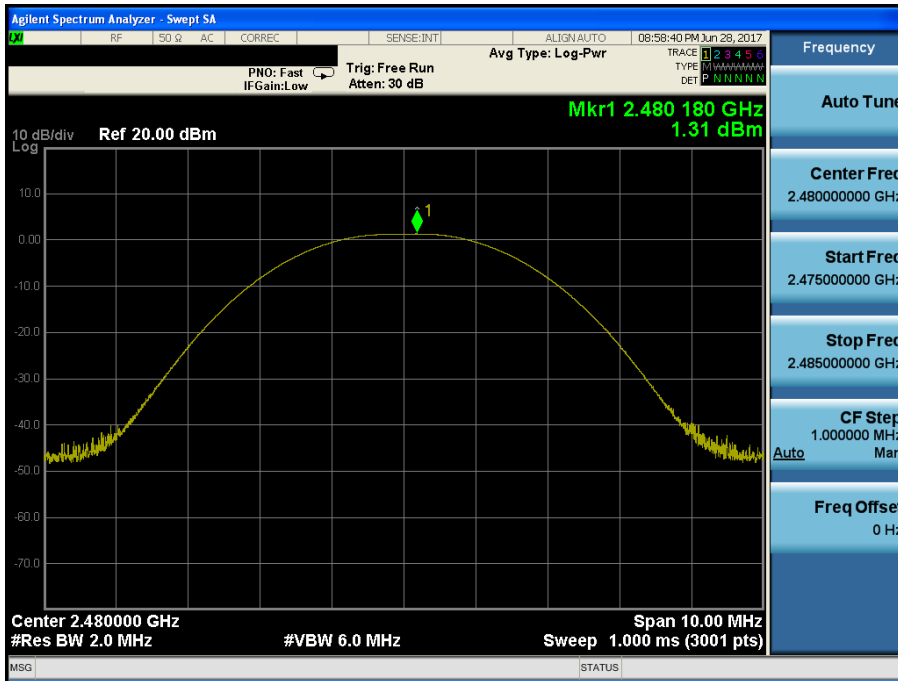 Agilent Spectrum Analyzer - Swept SA
LXI RF 50 Ω AC CORREC SENSE:INT ALIGN AUTO 08:58:40 PM Jun 28, 2017
Avg Type: Log-Pwr
TRACE 1 2 3 4 5 6
PNO: Fast
Trig: Free Run
TYPE M WWWWW
IFGain:Low
Atten: 30 dB
DET P N N N N N
Mkr1 2.480 180 GHz
1.31 dBm
10 dB/div
Ref 20.00 dBm
Log
1
10.0
0.00
-10.0
-20.0
-30.0
-40.0
-50.0
-60.0
-70.0
Center 2.480000 GHz
Span 10.00 MHz
#Res BW 2.0 MHz
#VBW 6.0 MHz
Sweep 1.000 ms (3001 pts)
MSG
STATUS
Frequency
Auto Tune
Center Freq
2.480000000 GHz
Start Freq
2.475000000 GHz
Stop Freq
2.485000000 GHz
CF Step
1.000000 MHz
Auto Man
Freq Offset
0 Hz